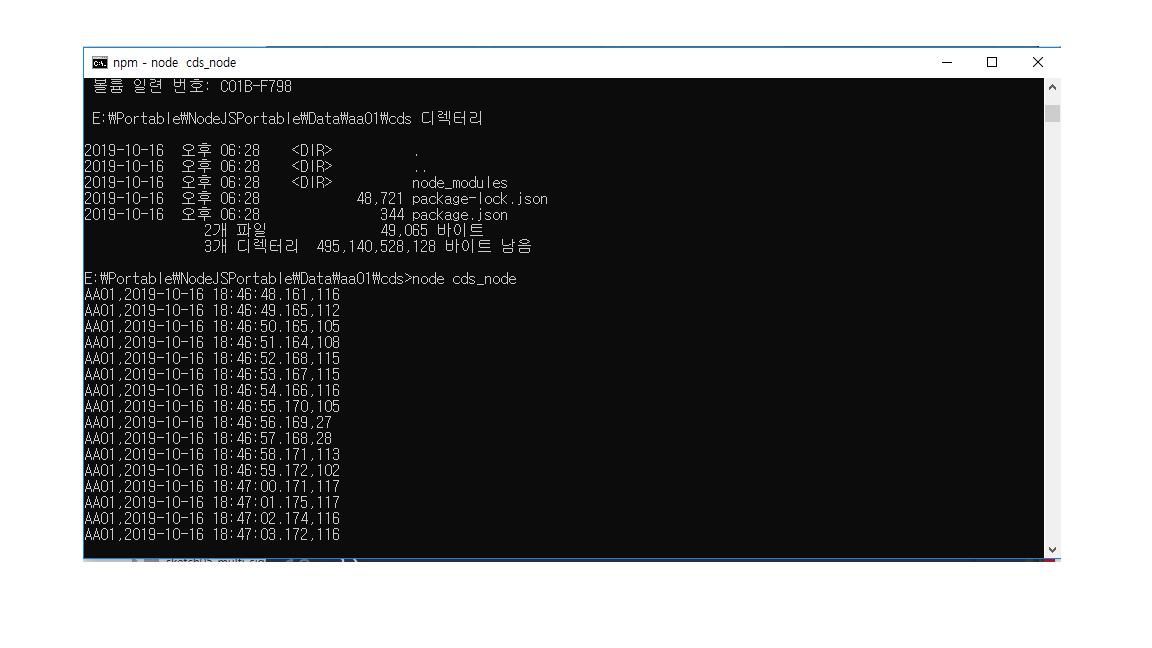 npm - node  cds_node
볼륨 일련 번호: C01B-F798
E:\Portable\NodeJSPortable\Data\aa01\cds 디렉터리
2019-10-16  오후 06:28    <DIR>          .
2019-10-16  오후 06:28    <DIR>          ..
2019-10-16  오후 06:28    <DIR>          node_modules
2019-10-16  오후 06:28            48,721 package-lock.json
2019-10-16  오후 06:28               344 package.json
2개 파일              49,065 바이트
3개 디렉터리  495,140,528,128 바이트 남음
E:\Portable\NodeJSPortable\Data\aa01\cds>node cds_node
AA01,2019-10-16 18:46:48.161,116
AA01,2019-10-16 18:46:49.165,112
AA01,2019-10-16 18:46:50.165,105
AA01,2019-10-16 18:46:51.164,108
AA01,2019-10-16 18:46:52.168,115
AA01,2019-10-16 18:46:53.167,115
AA01,2019-10-16 18:46:54.166,116
AA01,2019-10-16 18:46:55.170,105
AA01,2019-10-16 18:46:56.169,27
AA01,2019-10-16 18:46:57.168,28
AA01,2019-10-16 18:46:58.171,113
AA01,2019-10-16 18:46:59.172,102
AA01,2019-10-16 18:47:00.171,117
AA01,2019-10-16 18:47:01.175,117
AA01,2019-10-16 18:47:02.174,116
AA01,2019-10-16 18:47:03.172,116